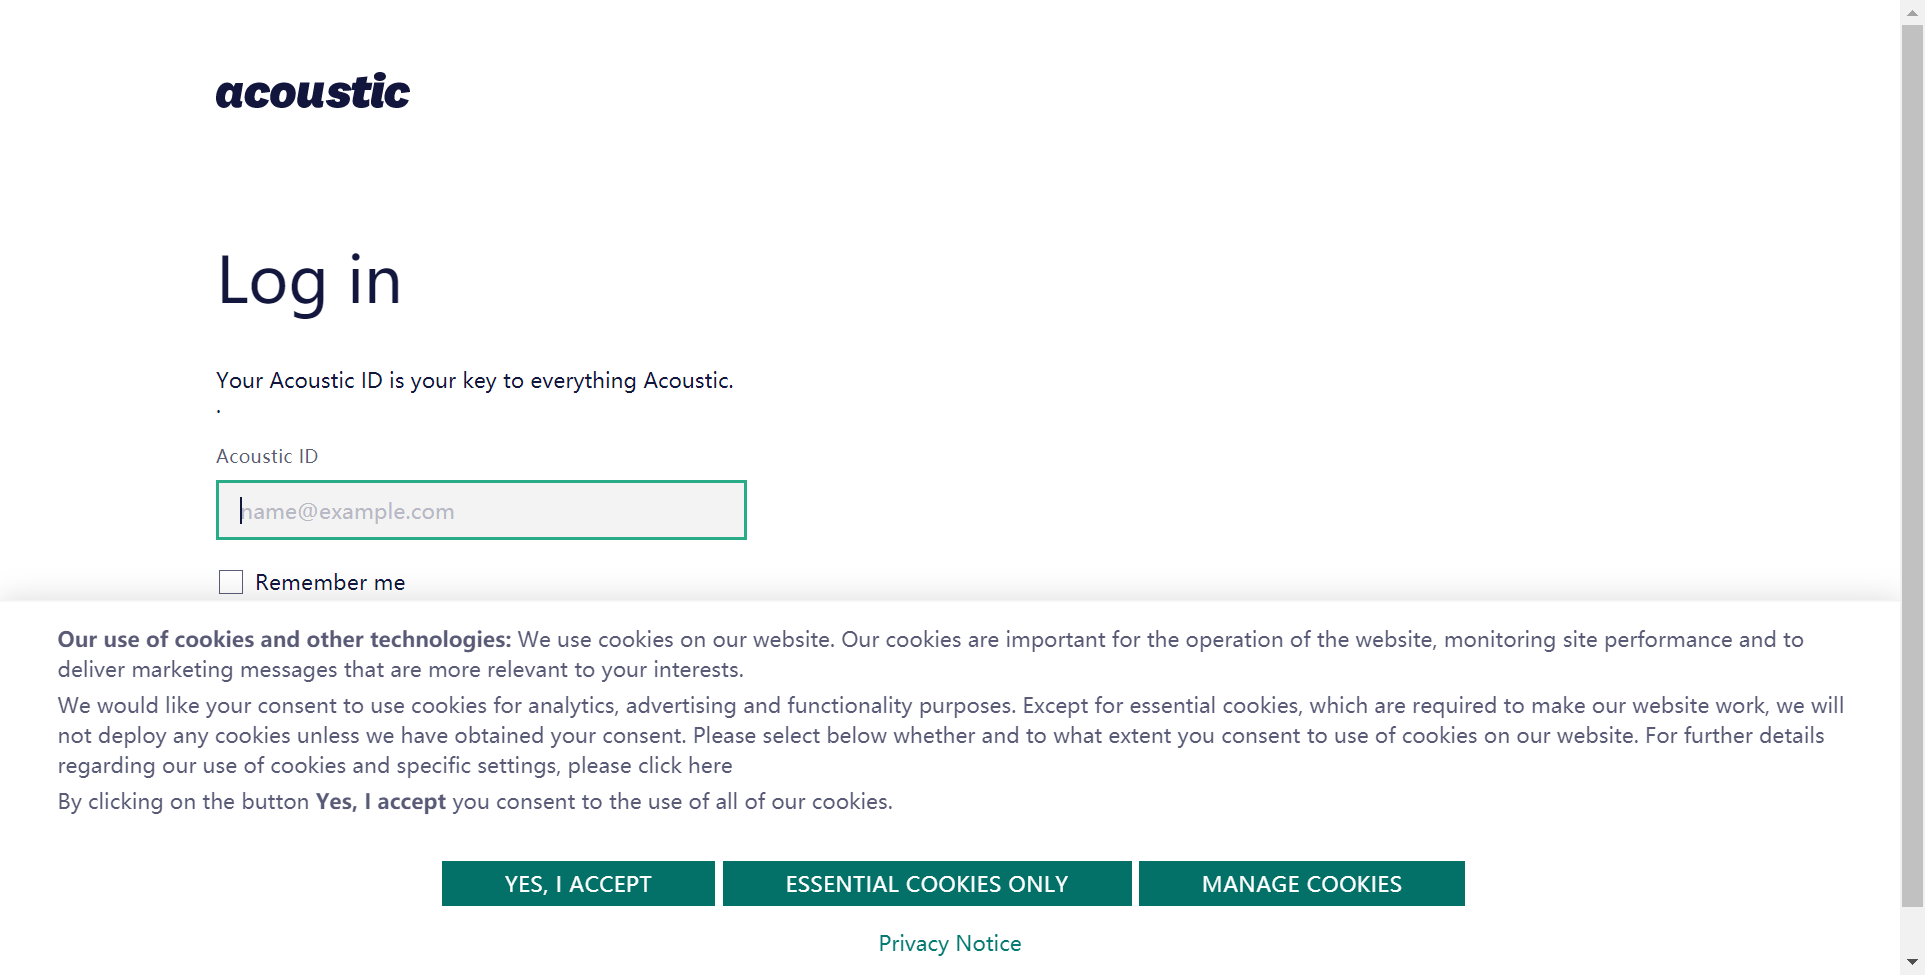 acoustic
Log in
Your Acoustic ID is your key to everything Acoustic.
.
Acoustic ID
name@example.com
Remember me
Our use of cookies and other technologies: We use cookies on our website. Our cookies are important for the operation of the website, monitoring site performance and to
deliver marketing messages that are more relevant to your interests.
We would like your consent to use cookies for analytics, advertising and functionality purposes. Except for essential cookies, which are required to make our website work, we will
not deploy any cookies unless we have obtained your consent. Please select below whether and to what extent you consent to use of cookies on our website. For further details
regarding our use of cookies and specific settings, please click here
By clicking on the button Yes, I accept you consent to the use of all of our cookies.
YES, I ACCEPT
ESSENTIAL COOKIES ONLY
MANAGE COOKIES
Privacy Notice